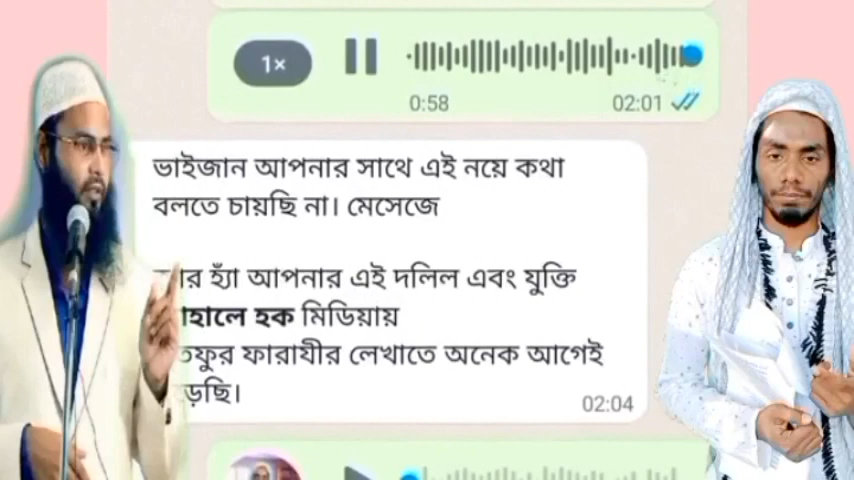 1×
0:58
02:01
ভাইজান আপনার সাথে এই নয়ে কথা
বলতে চায়ছি না। মেসেজে
হ্যাঁ আপনার এই দলিল এবং যুক্তি
হক মিডিয়ায়
ফারাযীর লেখাতে অনেক আগেই
02:04